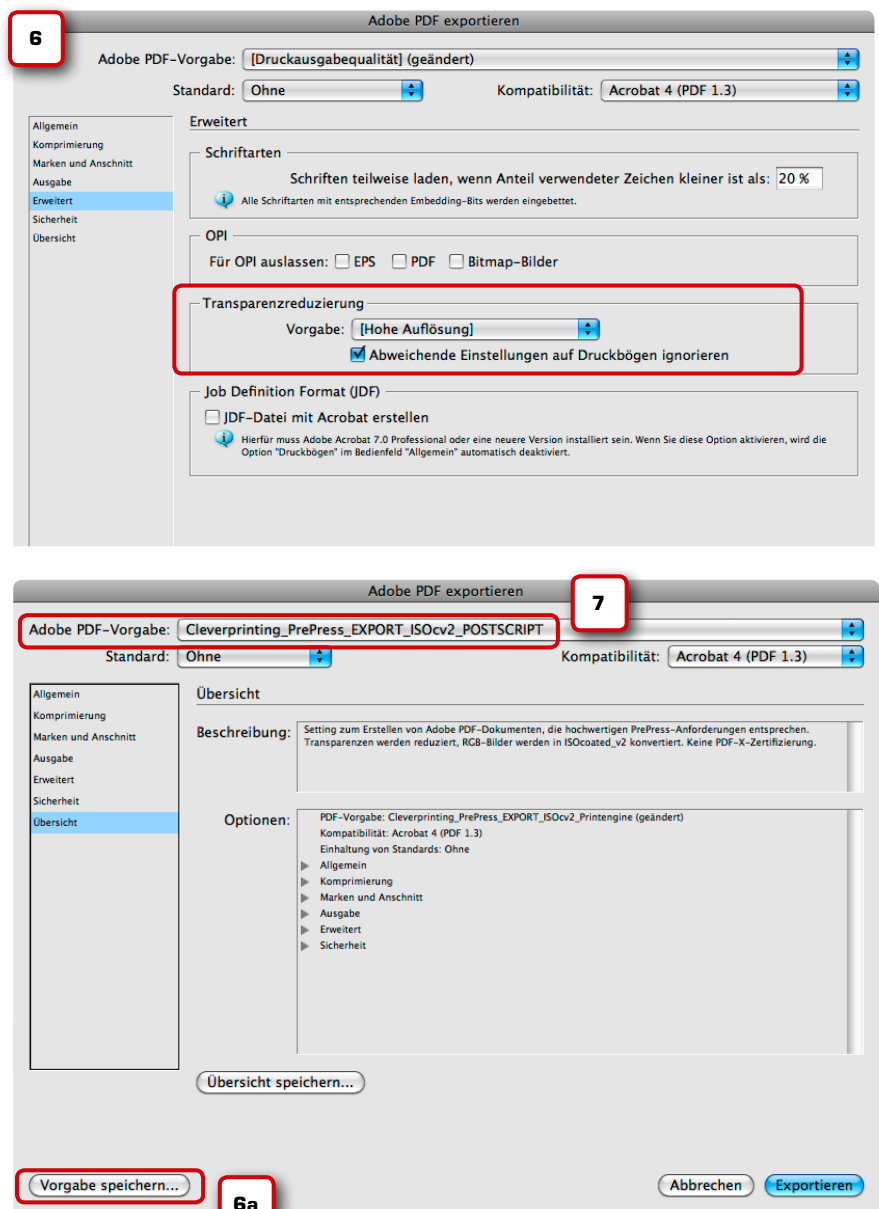 Adobe PDF exportieren
6
Adobe PDF-Vorgabe: [Druckausgabequalität] (geändert)
Standard: Ohne Kompatibilität: Acrobat 4 (PDF 1.3)
Allgemein
Komprimierung
Marken und Anschnitt
Ausgabe
Erweitert
Sicherheit
Übersicht
Erweitert
Schriftarten
Schriften teilweise laden, wenn Anteil verwendeter Zeichen kleiner ist als: 20 %
Alle Schriftarten mit entsprechenden Embedding-Bits werden eingebettet.
OPI
Für OPI auslassen: EPS PDF Bitmap-Bilder
Transparenzreduzierung
Vorgabe: [Hohe Auflösung]
Abweichende Einstellungen auf Druckbögen ignorieren
Job Definition Format (JDF)
JDF-Datei mit Acrobat erstellen
Hierfür muss Adobe Acrobat 7.0 Professional oder eine neuere Version installiert sein. Wenn Sie diese Option aktivieren, wird die
Option "Druckbögen" im Bedienfeld "Allgemein" automatisch deaktiviert.
Adobe PDF exportieren
7
Adobe PDF-Vorgabe: Cleverprinting_PrePress_EXPORT_ISOcv2_POSTSCRIPT
Standard: Ohne Kompatibilität: Acrobat 4 (PDF 1.3)
Allgemein
Komprimierung
Marken und Anschnitt
Ausgabe
Erweitert
Sicherheit
Übersicht
Übersicht
Beschreibung: Setting zum Erstellen von Adobe PDF-Dokumenten, die hochwertigen PrePress-Anforderungen entsprechen.
Transparenzen werden reduziert, RGB-Bilder werden in ISOcoated_v2 konvertiert. Keine PDF-X-Zertifizierung.
Optionen: PDF-Vorgabe: Cleverprinting_PrePress_EXPORT_ISOcv2_Printengine (geändert)
Kompatibilität: Acrobat 4 (PDF 1.3)
Einhaltung von Standards: Ohne
Allgemein
Komprimierung
Marken und Anschnitt
Ausgabe
Erweitert
Sicherheit
Übersicht speichern...
Vorgabe speichern... Abbrechen Exportieren
6a